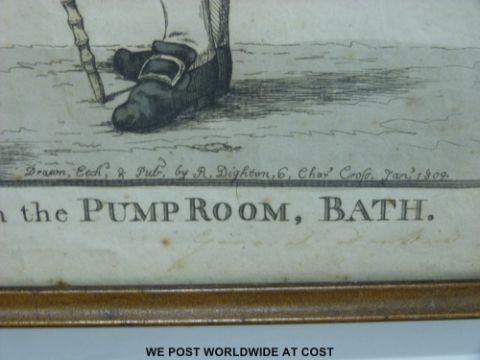 Drawn, Etch'd, & Pub'd by R. Dighton, 6, Char'g Cross. Jan'y 1809.
n the PUMP ROOM, BATH.
WE POST WORLDWIDE AT COST